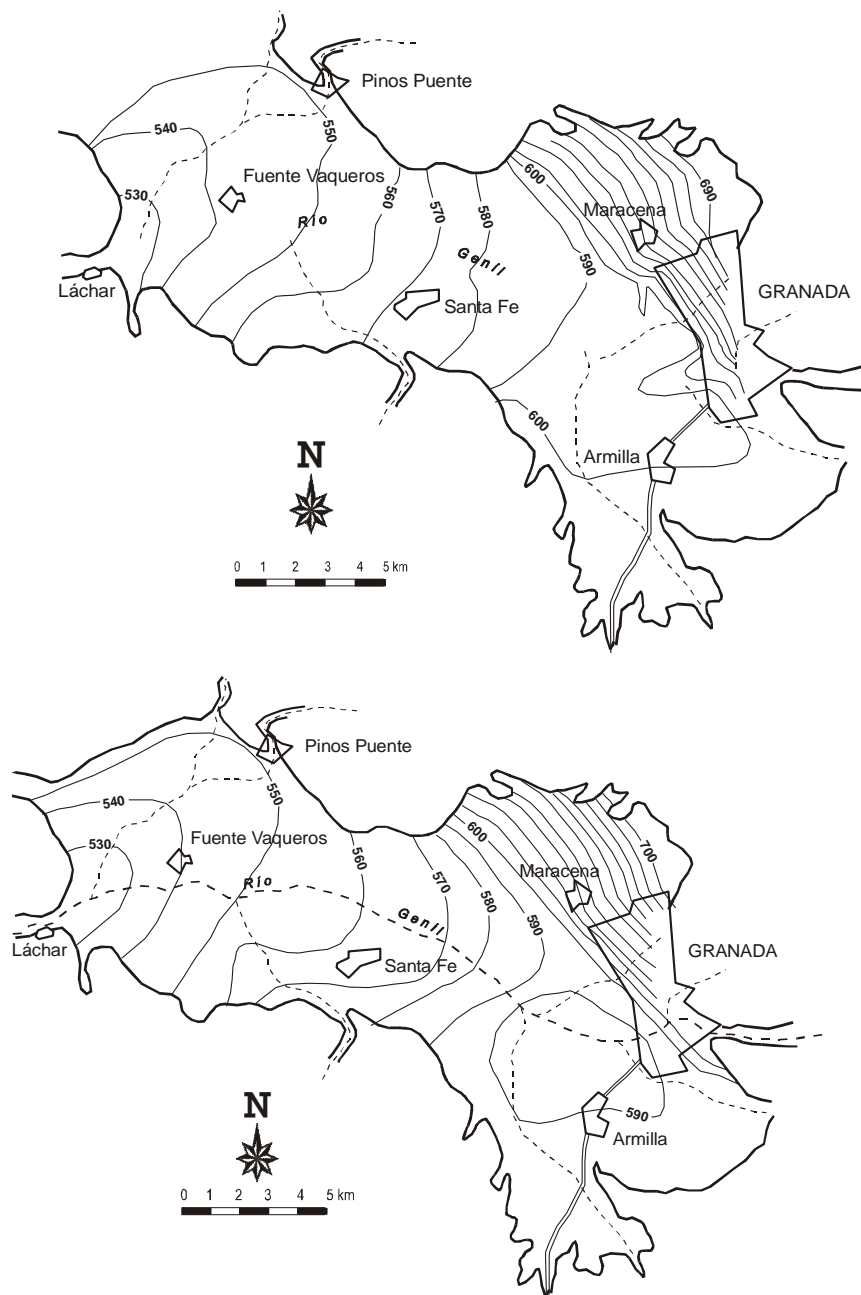 Pinos Puente
540
550
Fuente Vaqueros
530
560
Río
570
580
Genil
600
590
Maracena
690
Láchar
Santa Fe
GRANADA
600
Armilla
N
0 1 2 3 4 5 km
Pinos Puente
540
550
Fuente Vaqueros
530
560
Río
570
580
Genil
590
600
Maracena
700
Láchar
Santa Fe
GRANADA
590
Armilla
N
0 1 2 3 4 5 km